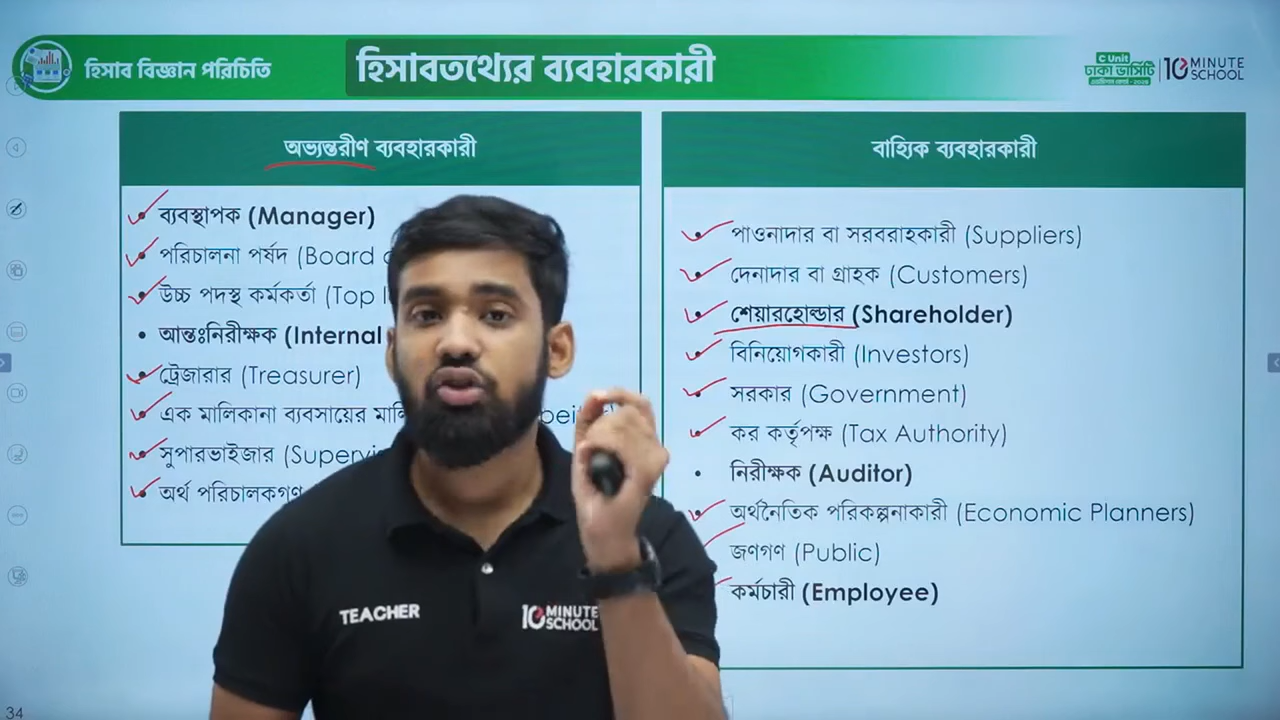 হিসাব বিজ্ঞান পরিচিতি
হিসাবতথ্যের ব্যবহারকারী
C Unit
ঢাকা ভার্সিটি
10 MINUTE SCHOOL
অভ্যন্তরীণ ব্যবহারকারী
ব্যবস্থাপক (Manager)
পরিচালনা পর্ষদ (Board
উচ্চ পদস্থ কর্মকর্তা (Top
আন্তঃনিরীক্ষক (Internal
ট্রেজারার (Treasurer)
এক মালিকানা ব্যবসায়ের
সুপারভাইজার
অর্থ পরিচালকগণ
বাহ্যিক ব্যবহারকারী
পাওনাদার বা সরবরাহকারী (Suppliers)
দেনাদার বা গ্রাহক (Customers)
শেয়ারহোল্ডার (Shareholder)
বিনিয়োগকারী (Investors)
সরকার (Government)
কর কর্তৃপক্ষ (Tax Authority)
নিরীক্ষক (Auditor)
অর্থনৈতিক পরিকল্পনাকারী (Economic Planners)
জণগণ (Public)
কর্মচারী (Employee)
TEACHER
10 MINUTE SCHOOL
34